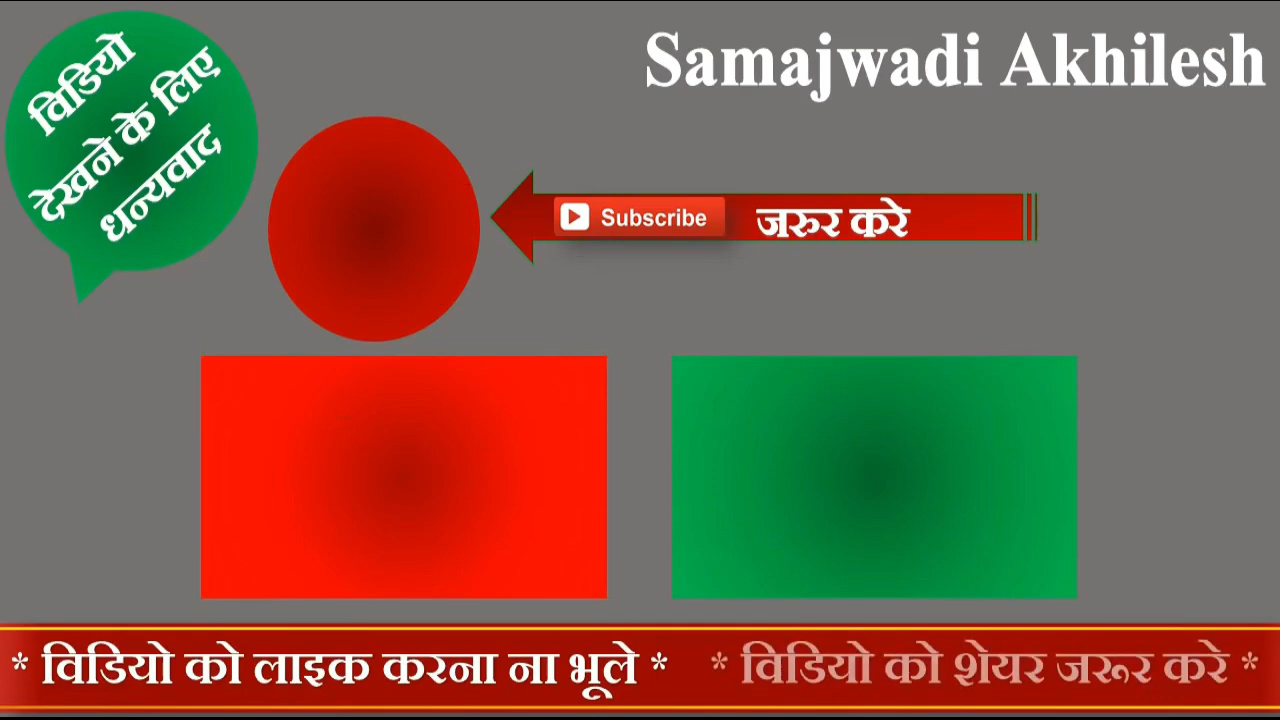 विडियो
देखने के लिए
धन्यवाद
Samajwadi Akhilesh
Subscribe जरुर करे
* विडियो को लाइक करना ना भूले * * विडियो को शेयर जरूर करे *